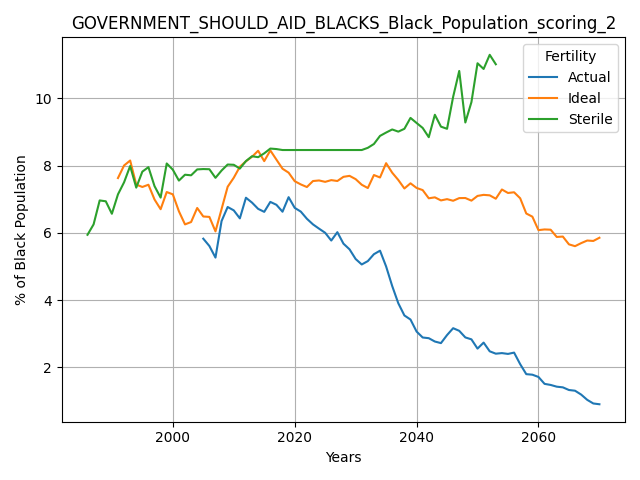 GOVERNMENT_SHOULD_AID_BLACKS_Black_Population_scoring_2
Fertility
Actual
Ideal
Sterile
% of Black Population
10
8
6
4
2
2000 2020 2040 2060
Years